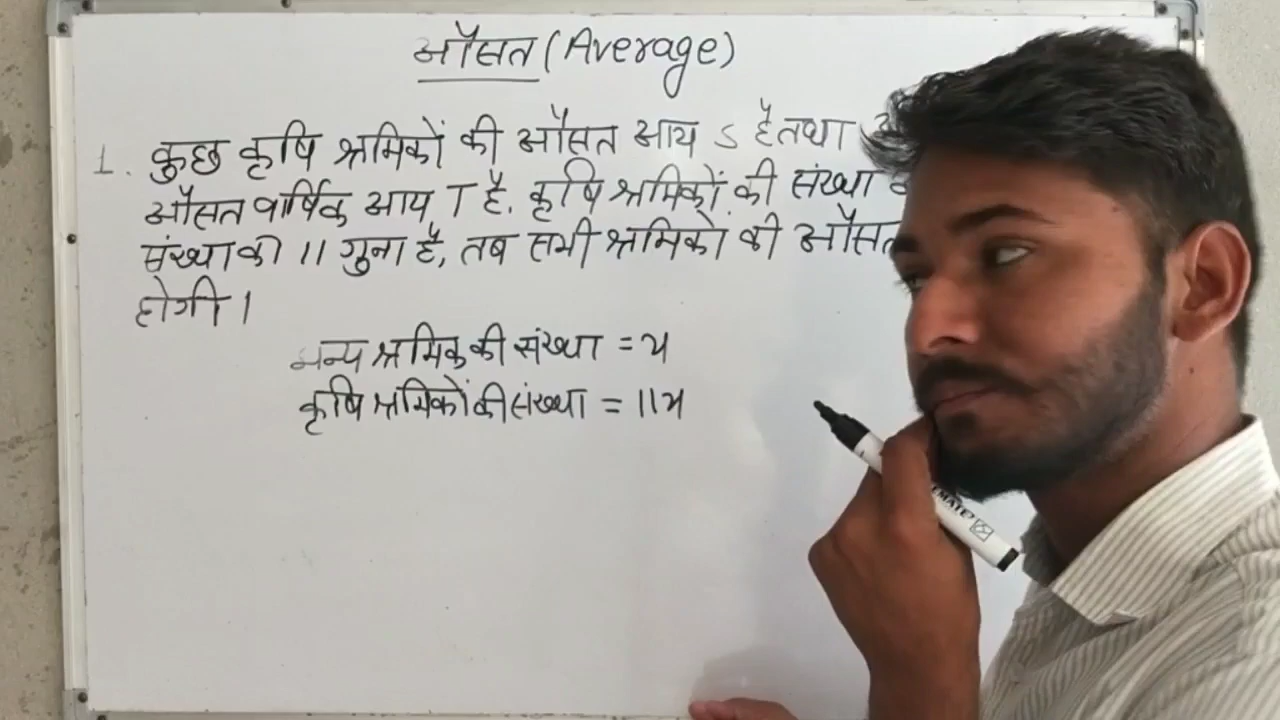 औसत (Average)
1. कुछ कृषि श्रमिकों की औसत आय S है तथा
औसत वार्षिक आय T है. कृषि श्रमिकों की संख्या
संख्या की 11 गुना है, तब सभी श्रमिकों की औसत
होगी।
अन्य श्रमिक की संख्या = x
कृषि श्रमिकों की संख्या = 11x